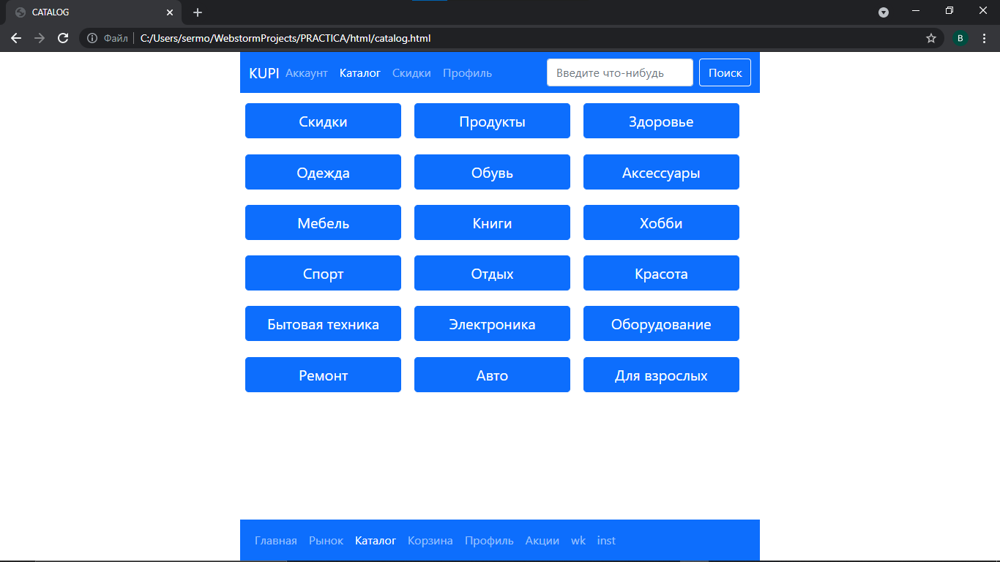 CATALOG
Файл C:/Users/sermo/WebstormProjects/PRACTICA/html/catalog.html B
KUPI Аккаунт Каталог Скидки Профиль Введите что-нибудь Поиск
Скидки Продукты Здоровье
Одежда Обувь Аксессуары
Мебель Книги Хобби
Спорт Отдых Красота
Бытовая техника Электроника Оборудование
Ремонт Авто Для взрослых
Главная Рынок Каталог Корзина Профиль Акции wk inst